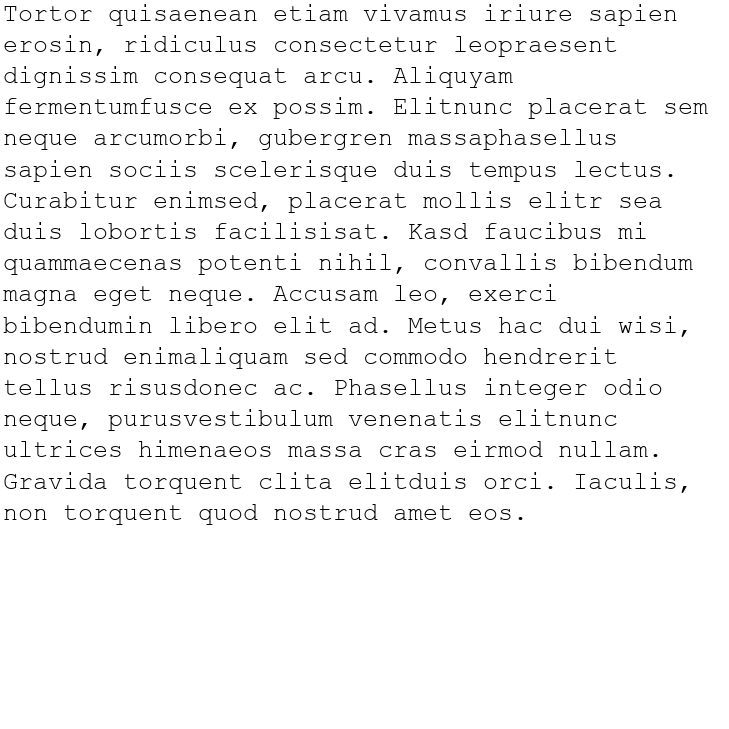 Tortor quisaenean etiam vivamus iriure sapien
erosin, ridiculus consectetur leopraesent
dignissim consequat arcu. Aliquyam
fermentumfusce ex possim. Elitnunc placerat sem
neque arcumorbi, gubergren massaphasellus
sapien sociis scelerisque duis tempus lectus.
Curabitur enimsed, placerat mollis elitr sea
duis lobortis facilisisat. Kasd faucibus mi
quammaecenas potenti nihil, convallis bibendum
magna eget neque. Accusam leo, exerci
bibendumin libero elit ad. Metus hac dui wisi,
nostrud enimaliquam sed commodo hendrerit
tellus risusdonec ac. Phasellus integer odio
neque, purusvestibulum venenatis elitnunc
ultrices himenaeos massa cras eirmod nullam.
Gravida torquent clita elitduis orci. Iaculis,
non torquent quod nostrud amet eos.